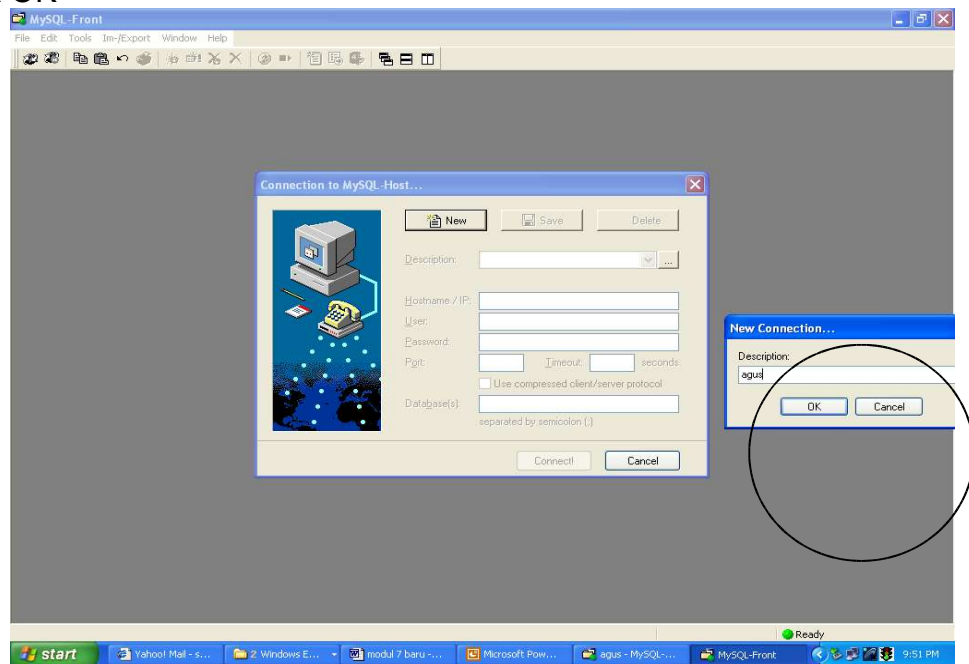 OK
MySQL-Front
File Edit Tools Im-/Export Window Help
Connection to MySQL-Host...
New Save Delete
Description: ...
Hostname / IP:
User:
Password:
Port: Timeout: seconds
Use compressed client/server protocol
Database(s)
separated by semicolon (;)
Connect! Cancel
New Connection...
Description:
agus
OK Cancel
Ready
start Yahoo! Mail - s... 2 Windows E... modul 7 baru -... Microsoft Pow... agus - MySQL-... MySQL-Front 9:51 PM